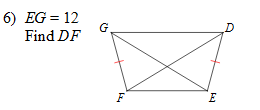 6) EG = 12
Find DF
G D
F E